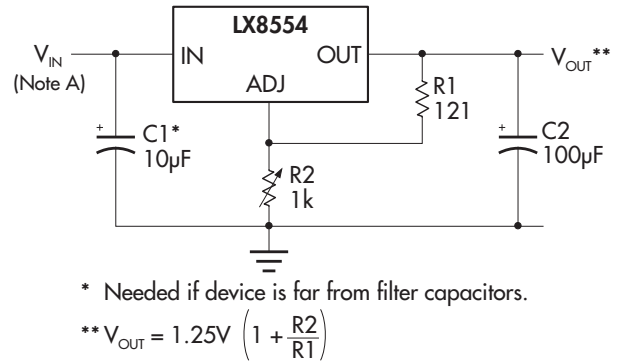 LX8554
V_IN
(Note A)
IN
OUT
ADJ
V_OUT**
R1
121
+
C1*
10µF
+
C2
100µF
R2
1k
* Needed if device is far from filter capacitors.
** V_OUT = 1.25V (1 + R2/R1)